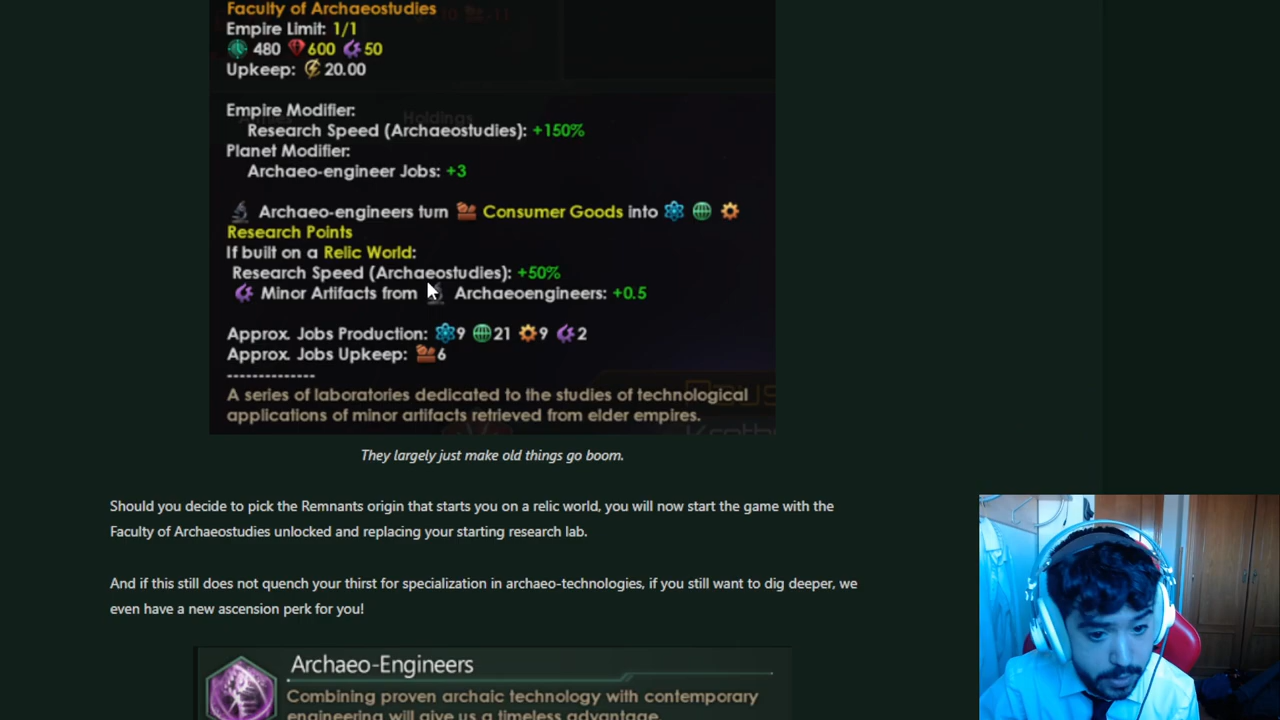 Faculty of Archaeostudies
Empire Limit: 1/1
480 600 50
Upkeep: 20.00
Empire Modifier:
Research Speed (Archaeostudies): +150%
Planet Modifier:
Archaeo-engineer Jobs: +3
Archaeo-engineers turn Consumer Goods into
Research Points
If built on a Relic World:
Research Speed (Archaeostudies): +50%
Minor Artifacts from Archaeoengineers: +0.5
Approx. Jobs Production: 9 21 9 2
Approx. Jobs Upkeep: 6
--------------
A series of laboratories dedicated to the studies of technological
applications of minor artifacts retrieved from elder empires.
They largely just make old things go boom.
Should you decide to pick the Remnants origin that starts you on a relic world, you will now start the game with the
Faculty of Archaeostudies unlocked and replacing your starting research lab.
And if this still does not quench your thirst for specialization in archaeo-technologies, if you still want to dig deeper, we
even have a new ascension perk for you!
Archaeo-Engineers
Combining proven archaic technology with contemporary
engineering will give us a timeless advantage.